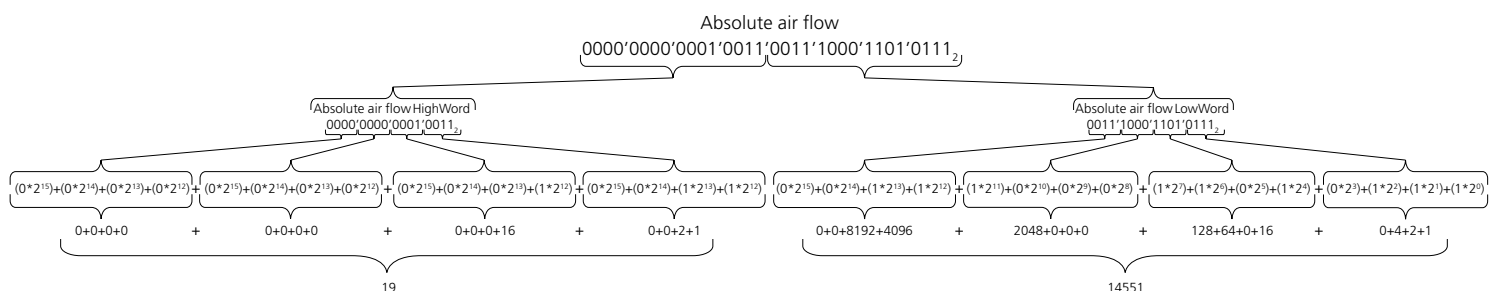 Absolute air flow
0000'0000'0001'0011'0011'1000'1101'0111₂
Absolute air flow HighWord
0000'0000'0001'0011₂
Absolute air flow LowWord
0011'1000'1101'0111₂
(0*2¹⁵)+(0*2¹⁴)+(0*2¹³)+(0*2¹²) + (0*2¹⁵)+(0*2¹⁴)+(0*2¹³)+(0*2¹²) + (0*2¹⁵)+(0*2¹⁴)+(0*2¹³)+(1*2¹²) + (0*2¹⁵)+(0*2¹⁴)+(1*2¹³)+(1*2¹²)
(0*2¹⁵)+(0*2¹⁴)+(1*2¹³)+(1*2¹²) + (1*2¹¹)+(0*2¹⁰)+(0*2⁹)+(0*2⁸) + (1*2⁷)+(1*2⁶)+(0*2⁵)+(1*2⁴) + (0*2³)+(1*2²)+(1*2¹)+(1*2⁰)
0+0+0+0 + 0+0+0+0 + 0+0+0+16 + 0+0+2+1
0+0+8192+4096 + 2048+0+0+0 + 128+64+0+16 + 0+4+2+1
19
14551